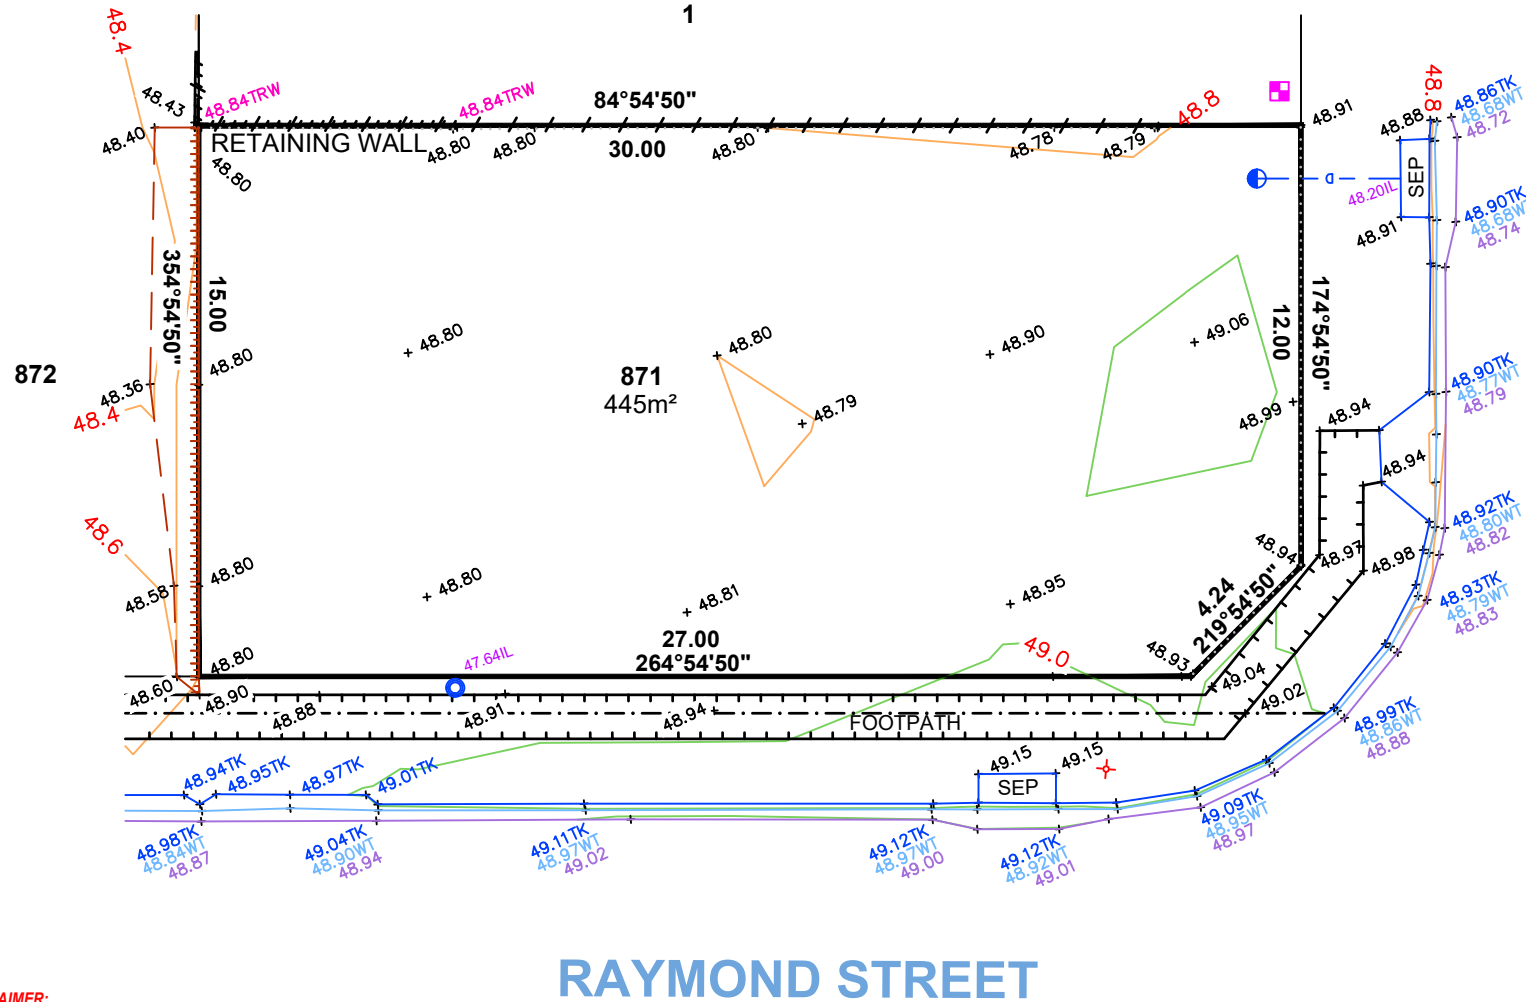 1
48.4
48.43
48.84TRW
48.84TRW
84°54'50"
48.8
48.91
48.8
48.86TK
48.68WT
48.72
48.88
48.40
RETAINING WALL
48.80
48.80
30.00
48.80
48.78
48.79
48.80
SEP
D
48.20IL
48.90TK
48.68WT
48.74
48.91
354°54'50"
15.00
174°54'50"
12.00
48.80
48.80
48.90
49.06
872
48.36
48.80
48.4
871
445m²
48.79
48.99
48.94
48.90TK
48.77WT
48.79
48.94
48.6
48.92TK
48.80WT
48.82
48.94
48.97
48.98
48.58
48.80
48.80
48.81
48.95
4.24
219°54'50"
48.93TK
48.79WT
48.83
27.00
264°54'50"
47.64IL
49.0
48.93
48.80
48.60
48.90
48.88
48.91
48.94
FOOTPATH
49.04
49.02
48.99TK
48.86WT
48.88
48.94TK
48.95TK
48.97TK
49.01TK
49.15
49.15
SEP
48.98TK
48.84WT
48.87
49.04TK
48.90WT
48.94
49.11TK
48.97WT
49.02
49.12TK
48.97WT
49.00
49.12TK
48.92WT
49.01
49.09TK
48.95WT
48.97
RAYMOND STREET
AIMER: